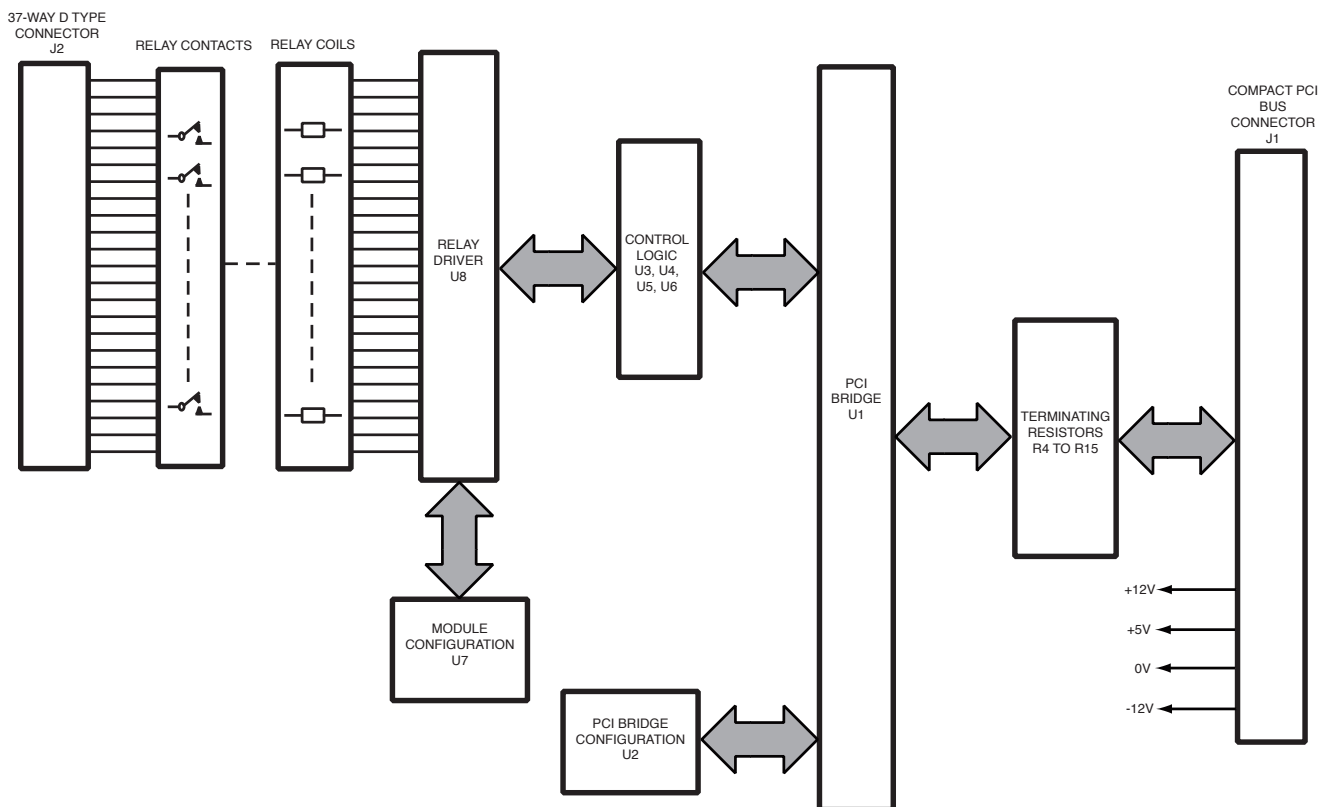 37-WAY D TYPE
CONNECTOR
J2
RELAY CONTACTS
RELAY COILS
RELAY
DRIVER
U8
CONTROL
LOGIC
U3, U4,
U5, U6
PCI
BRIDGE
U1
TERMINATING
RESISTORS
R4 TO R15
COMPACT PCI
BUS
CONNECTOR
J1
+12V
+5V
0V
-12V
MODULE
CONFIGURATION
U7
PCI BRIDGE
CONFIGURATION
U2